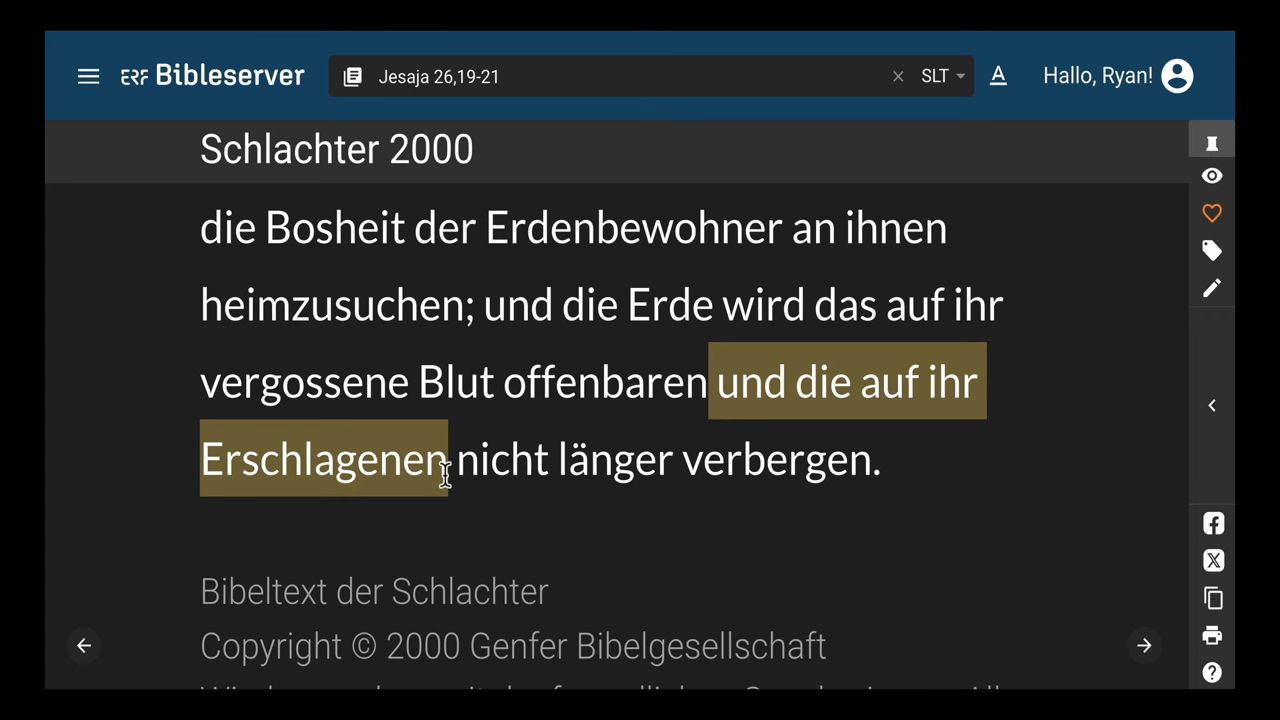 ERF Bibleserver
Jesaja 26,19-21
SLT
A
Hallo, Ryan!
Schlachter 2000
die Bosheit der Erdenbewohner an ihnen
heimzusuchen; und die Erde wird das auf ihr
vergossene Blut offenbaren und die auf ihr
Erschlagenen nicht länger verbergen.
Bibeltext der Schlachter
Copyright © 2000 Genfer Bibelgesellschaft